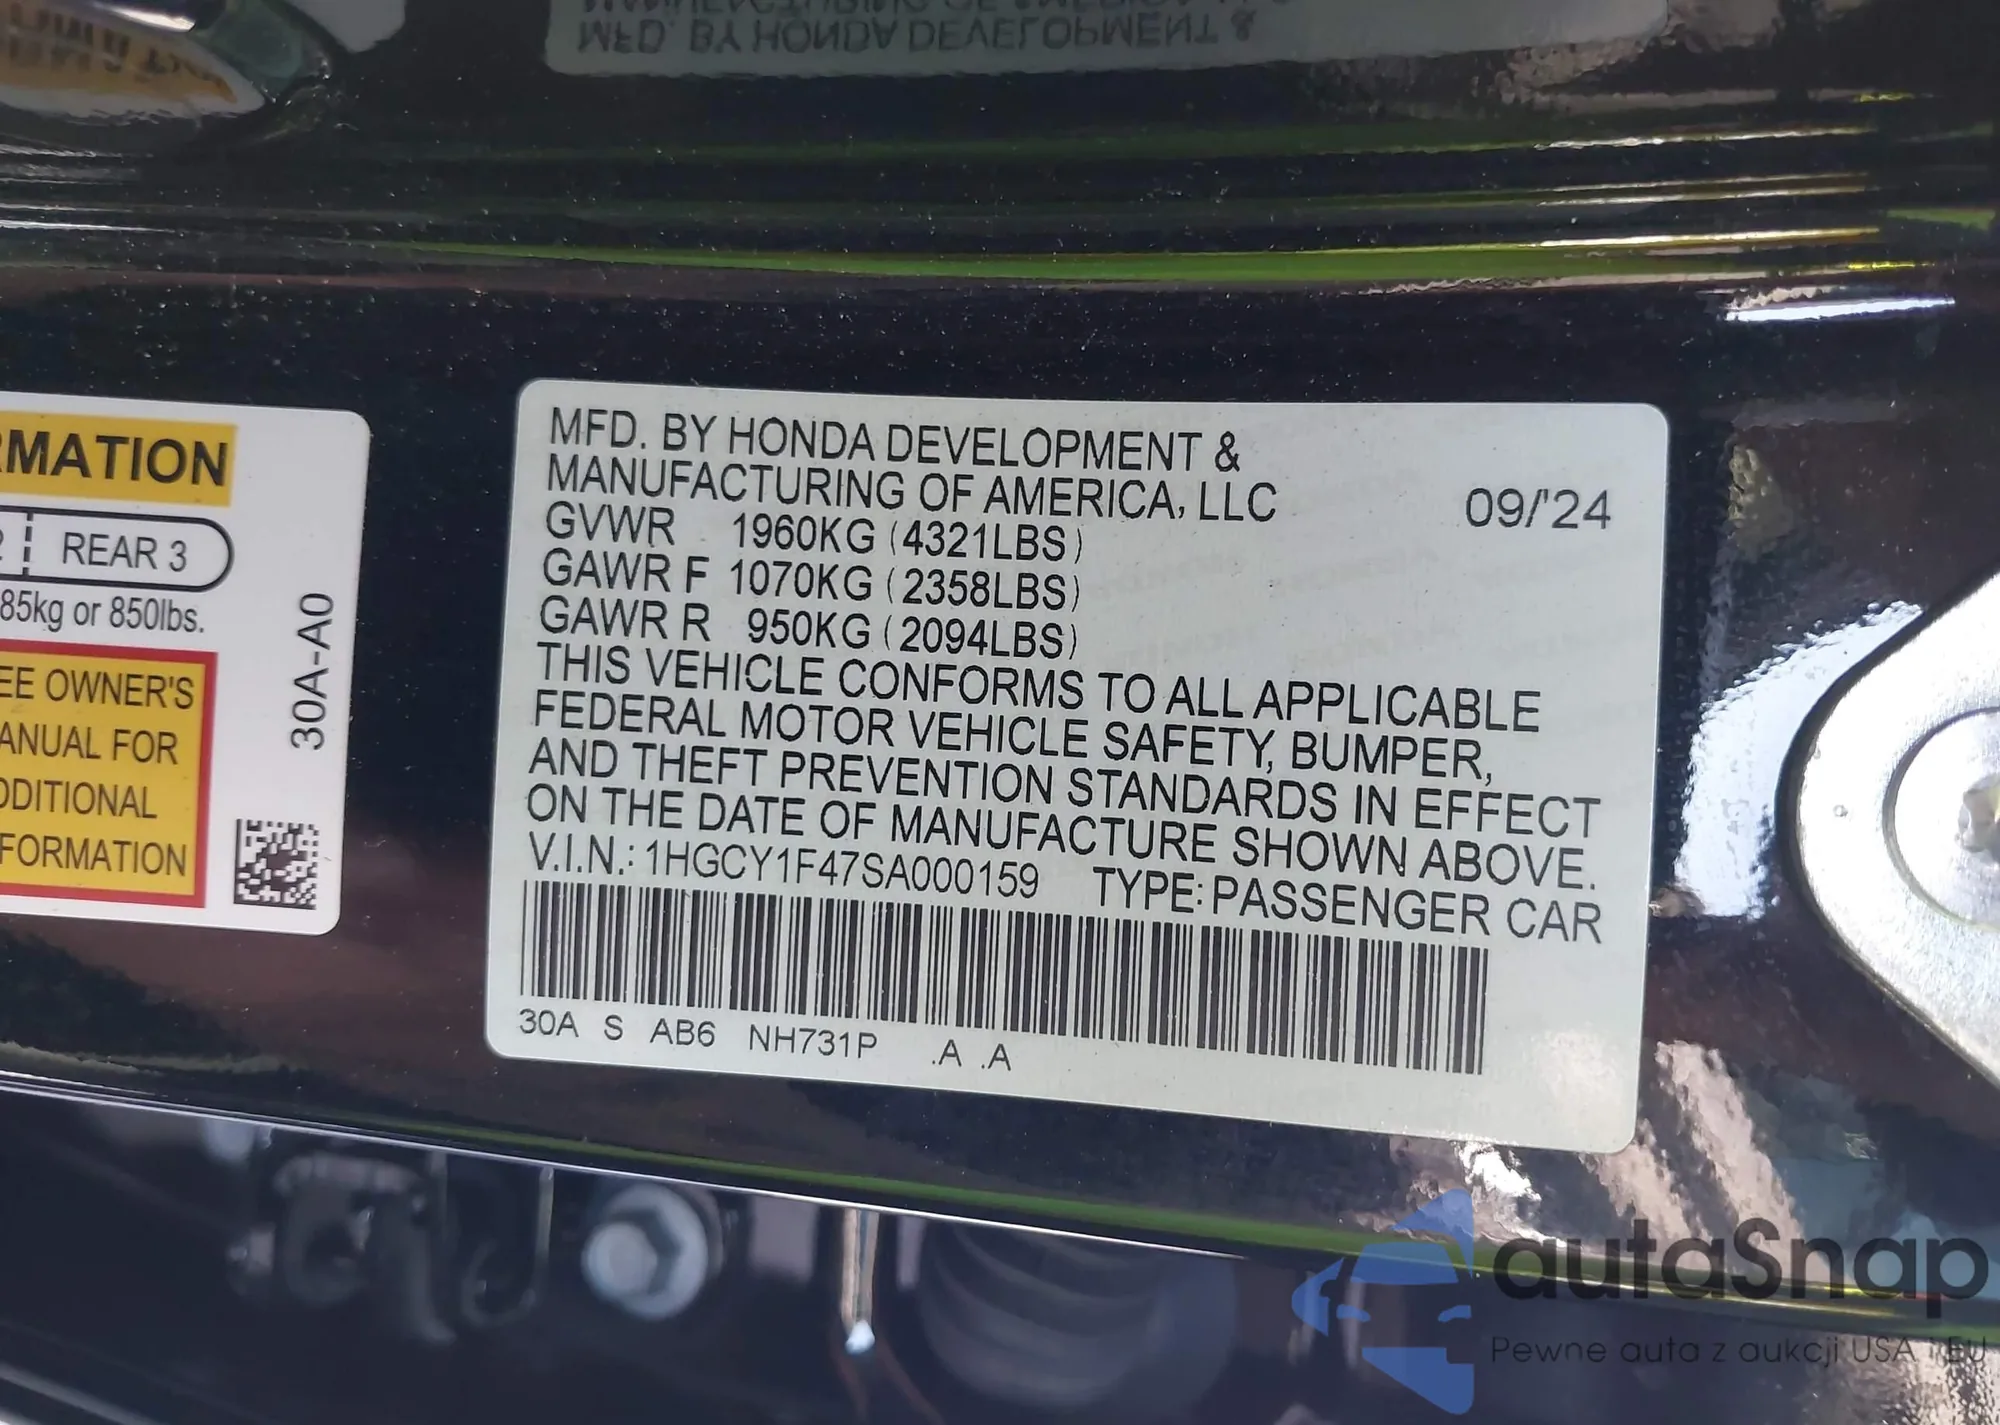 MFD. BY HONDA DEVELOPMENT &
RMATION
REAR 3
85kg or 850lbs.
EE OWNER'S
ANUAL FOR
DDITIONAL
FORMATION
30A-A0
MFD. BY HONDA DEVELOPMENT &
MANUFACTURING OF AMERICA, LLC 09/'24
GVWR 1960KG (4321LBS)
GAWR F 1070KG (2358LBS)
GAWR R 950KG (2094LBS)
THIS VEHICLE CONFORMS TO ALL APPLICABLE
FEDERAL MOTOR VEHICLE SAFETY, BUMPER,
AND THEFT PREVENTION STANDARDS IN EFFECT
ON THE DATE OF MANUFACTURE SHOWN ABOVE.
V.I.N.: 1HGCY1F47SA000159 TYPE: PASSENGER CAR
30A S AB6 NH731P .A .A
autaSnap
Pewne auta z aukcji USA i EU